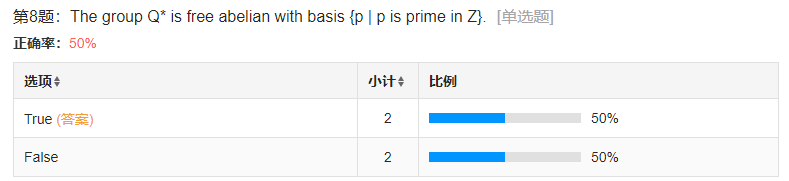 第8题：The group Q* is free abelian with basis {p | p is prime in Z}. [单选题]
正确率：50%
选项 小计 比例
True (答案) 2 50%
False 2 50%